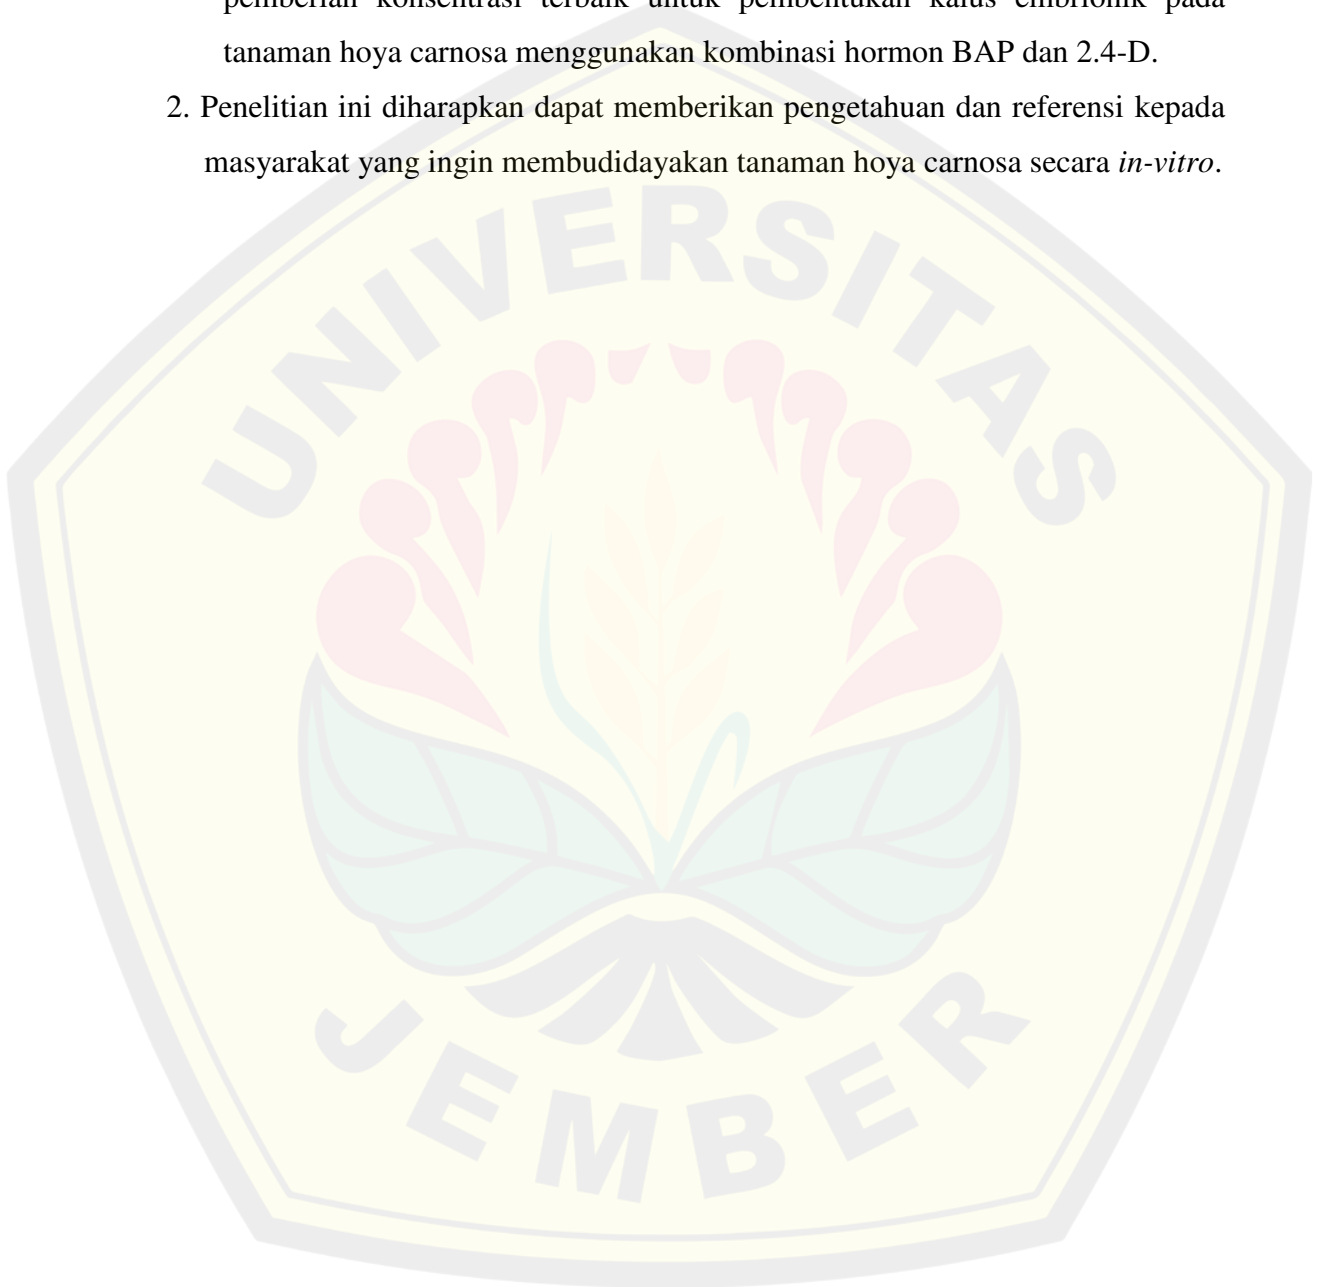 pemberian konsentrasi terbaik untuk pembentukan kalus embrionik pada
tanaman hoya carnosa menggunakan kombinasi hormon BAP dan 2.4-D.
2. Penelitian ini diharapkan dapat memberikan pengetahuan dan referensi kepada
masyarakat yang ingin membudidayakan tanaman hoya carnosa secara in-vitro.
UNIVERSITAS
JEMBER